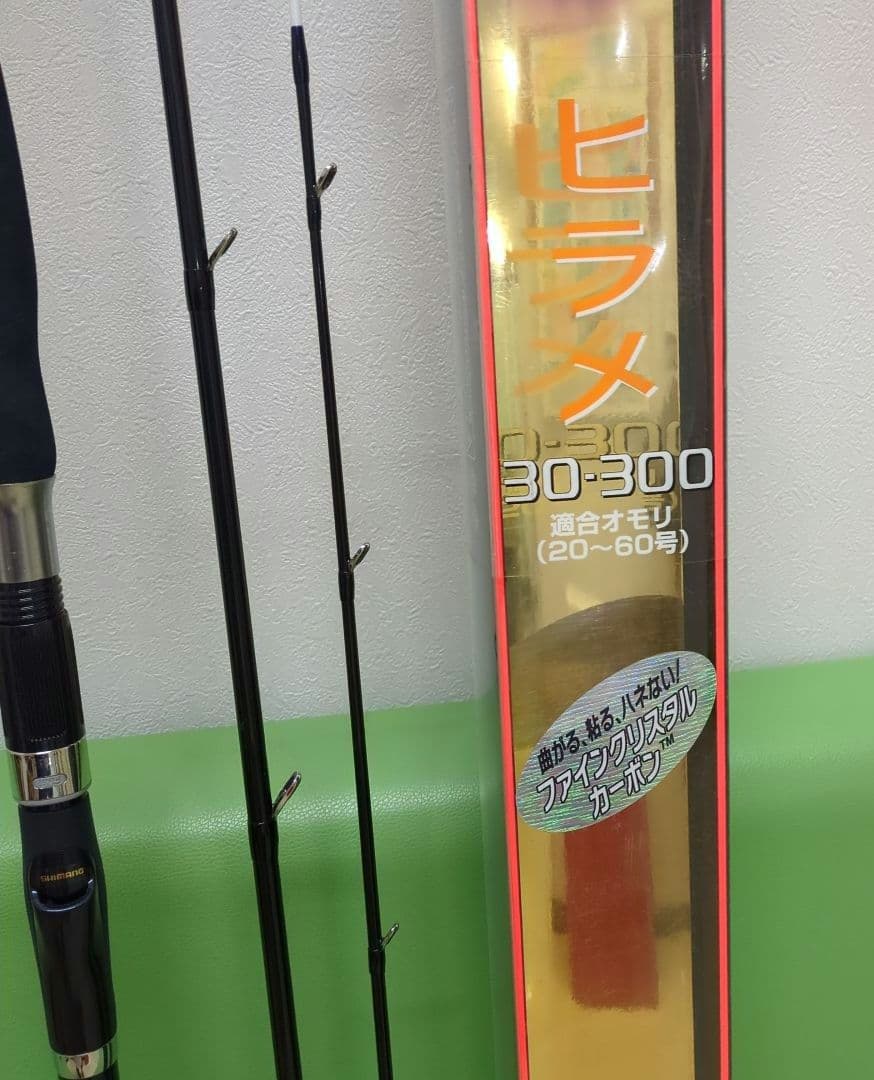 ヒラメ
30-300
適合オモリ
(20～60号)
曲がる、粘る、ハネない!
ファインクリスタル
カーボン™
SHIMANO